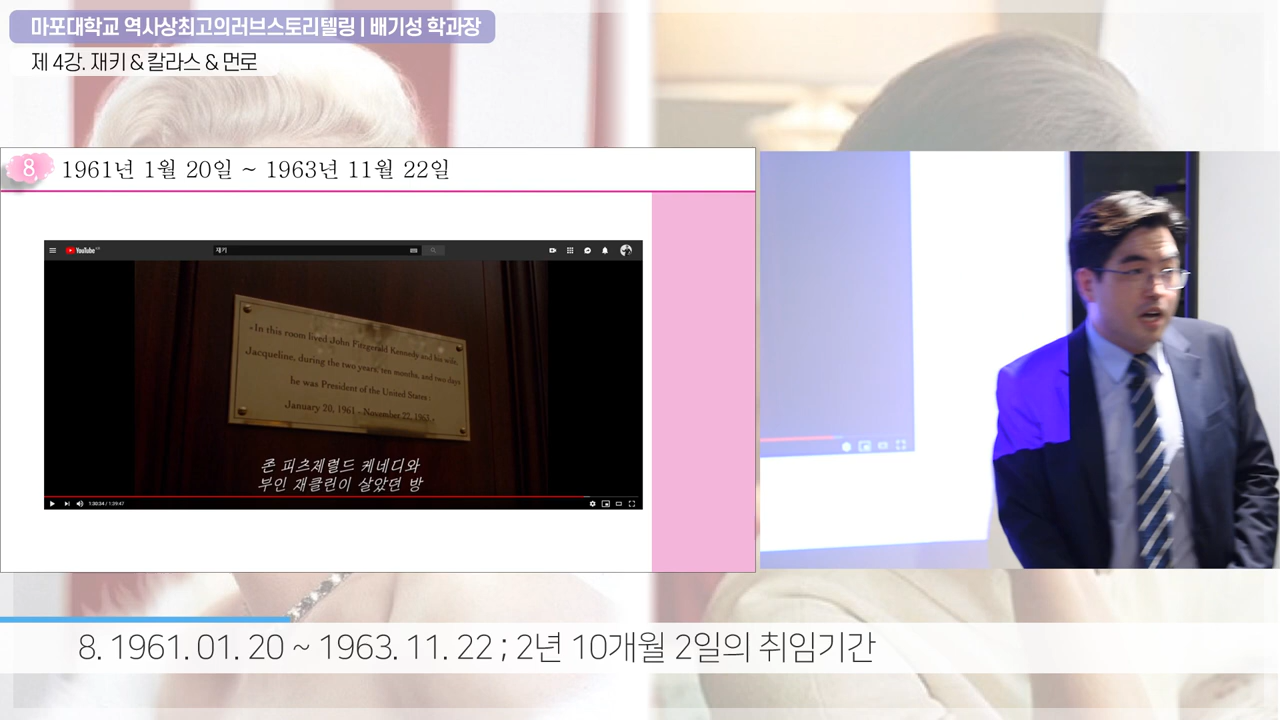 마포대학교 역사상최고의러브스토리텔링 | 배기성 학과장
제 4강. 재키 & 칼라스 & 먼로
8. 1961년 1월 20일 ~ 1963년 11월 22일
YouTube KR
재키
«In this room lived John Fitzgerald Kennedy and his wife,
Jacqueline, during the two years, ten months, and two days
he was President of the United States :
January 20, 1961 - November 22, 1963.»
존 피츠제럴드 케네디와
부인 재클린이 살았던 방
1:30:34 / 1:39:47
8. 1961. 01. 20 ~ 1963. 11. 22 ; 2년 10개월 2일의 취임기간